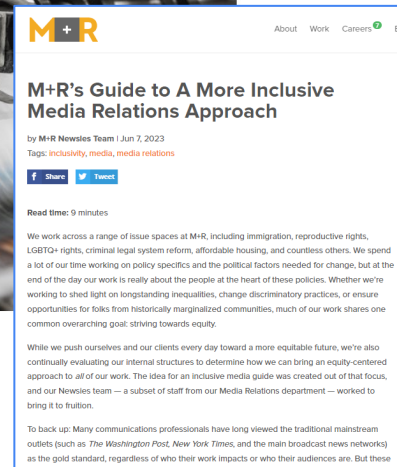 M+R
About Work Careers 7
M+R's Guide to A More Inclusive
Media Relations Approach
by M+R Newsies Team | Jun 7, 2023
Tags: inclusivity, media, media relations
f Share Tweet
Read time: 9 minutes
We work across a range of issue spaces at M+R, including immigration, reproductive rights,
LGBTQ+ rights, criminal legal system reform, affordable housing, and countless others. We spend
a lot of our time working on policy specifics and the political factors needed for change, but at the
end of the day our work is really about the people at the heart of these policies. Whether we're
working to shed light on longstanding inequalities, change discriminatory practices, or ensure
opportunities for folks from historically marginalized communities, much of our work shares one
common overarching goal: striving towards equity.
While we push ourselves and our clients every day toward a more equitable future, we're also
continually evaluating our internal structures to determine how we can bring an equity-centered
approach to all of our work. The idea for an inclusive media guide was created out of that focus,
and our Newsies team — a subset of staff from our Media Relations department — worked to
bring it to fruition.
To back up: Many communications professionals have long viewed the traditional mainstream
outlets (such as The Washington Post, New York Times, and the main broadcast news networks)
as the gold standard, regardless of who their work impacts or who their audiences are. But these